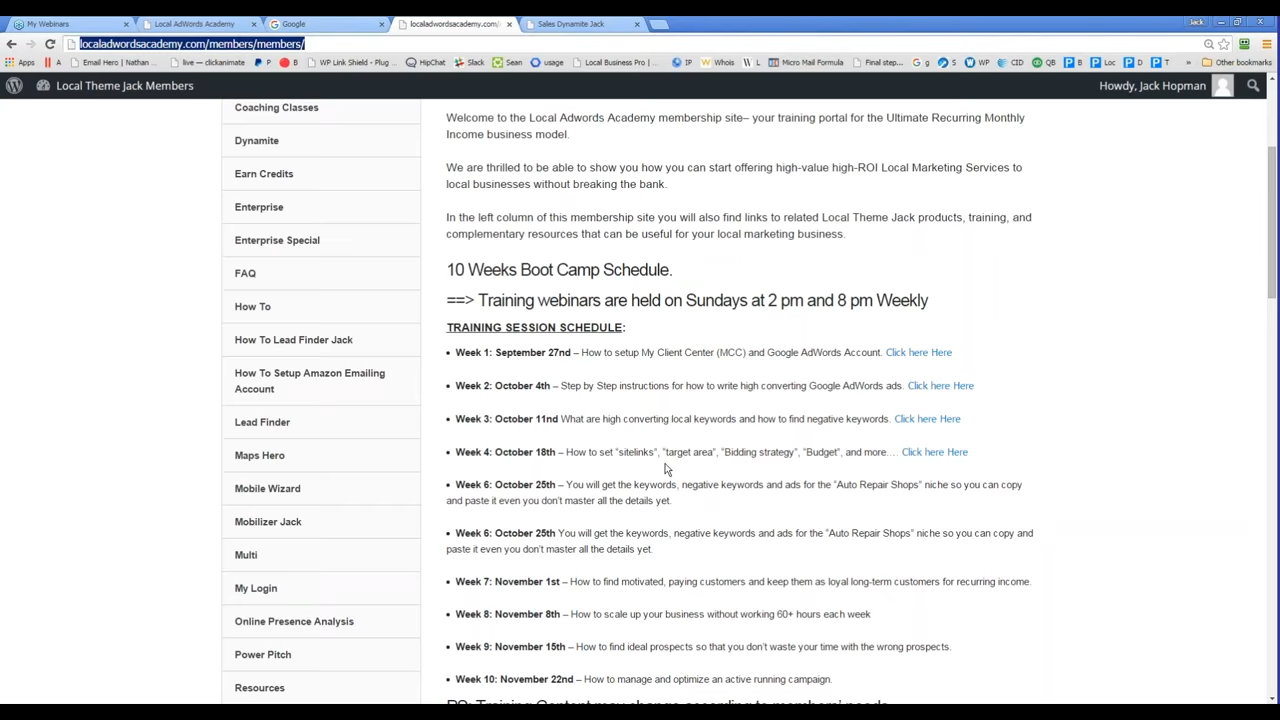 My Webinars
Local AdWords Academy
Google
localadwordsacademy.com/
Sales Dynamite Jack
Jack
localadwordsacademy.com/members/members/
Apps
Email Hero | Nathan ...
live — clickanimate
P
B
WP Link Shield - Plug ...
HipChat
Slack
Sean
usage
Local Business Pro | ...
IP
Whois
L
Micro Mail Formula
Final step...
g
S
WP
CID
QB
B
Loc
D
T
»
Other bookmarks
Local Theme Jack Members
Howdy, Jack Hopman
Coaching Classes
Dynamite
Earn Credits
Enterprise
Enterprise Special
FAQ
How To
How To Lead Finder Jack
How To Setup Amazon Emailing
Account
Lead Finder
Maps Hero
Mobile Wizard
Mobilizer Jack
Multi
My Login
Online Presence Analysis
Power Pitch
Resources
Welcome to the Local Adwords Academy membership site– your training portal for the Ultimate Recurring Monthly
Income business model.
We are thrilled to be able to show you how you can start offering high-value high-ROI Local Marketing Services to
local businesses without breaking the bank.
In the left column of this membership site you will also find links to related Local Theme Jack products, training, and
complementary resources that can be useful for your local marketing business.
10 Weeks Boot Camp Schedule.
==> Training webinars are held on Sundays at 2 pm and 8 pm Weekly
TRAINING SESSION SCHEDULE:
• Week 1: September 27nd – How to setup My Client Center (MCC) and Google AdWords Account. Click here Here
• Week 2: October 4th – Step by Step instructions for how to write high converting Google AdWords ads. Click here Here
• Week 3: October 11nd What are high converting local keywords and how to find negative keywords. Click here Here
• Week 4: October 18th – How to set "sitelinks", "target area", "Bidding strategy", "Budget", and more.... Click here Here
• Week 6: October 25th – You will get the keywords, negative keywords and ads for the "Auto Repair Shops" niche so you can copy
and paste it even you don't master all the details yet.
• Week 6: October 25th You will get the keywords, negative keywords and ads for the "Auto Repair Shops" niche so you can copy and
paste it even you don't master all the details yet.
• Week 7: November 1st – How to find motivated, paying customers and keep them as loyal long-term customers for recurring income.
• Week 8: November 8th – How to scale up your business without working 60+ hours each week
• Week 9: November 15th – How to find ideal prospects so that you don't waste your time with the wrong prospects.
• Week 10: November 22nd – How to manage and optimize an active running campaign.
PS: Training Content may change according to members' needs